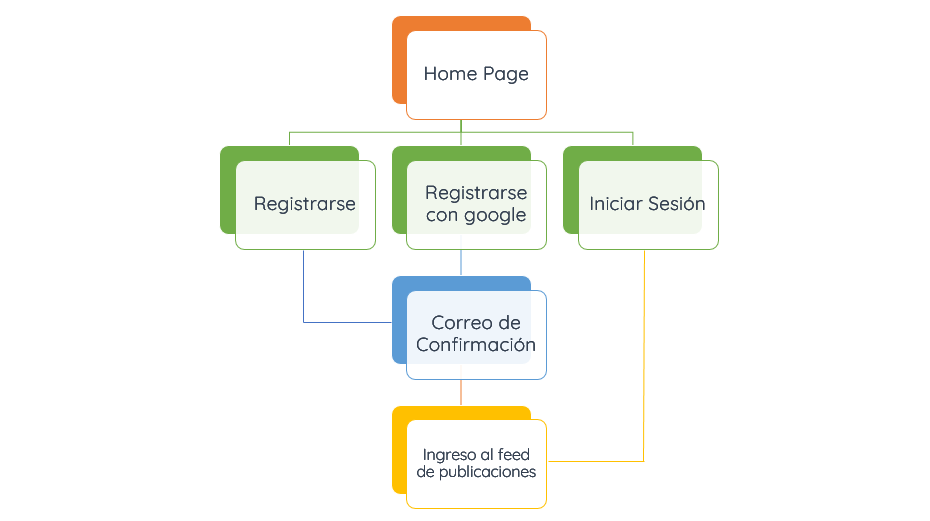 Home Page
Registrarse
Registrarse
con google
Iniciar Sesión
Correo de
Confirmación
Ingreso al feed
de publicaciones